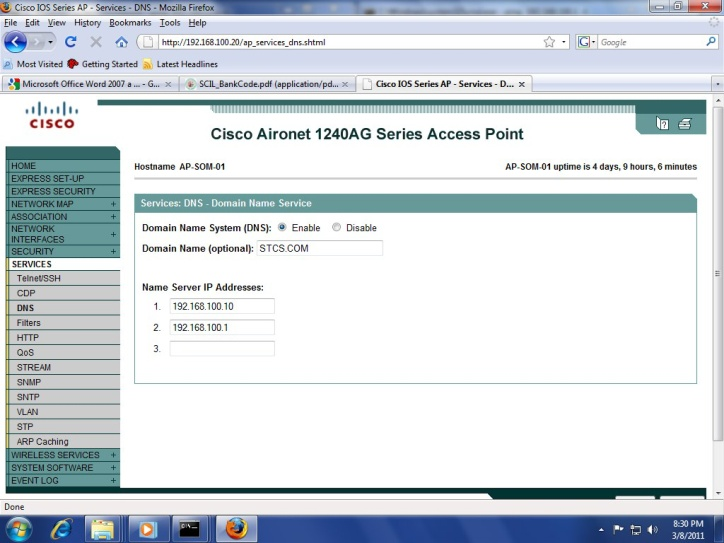 Cisco IOS Series AP - Services - DNS - Mozilla Firefox
File Edit View History Bookmarks Tools Help
http://192.168.100.20/ap_services_dns.shtml
Google
Most Visited Getting Started Latest Headlines
Microsoft Office Word 2007 a ... - G... SCIL_BankCode.pdf (application/pd... Cisco IOS Series AP - Services - D...
CISCO
Cisco Aironet 1240AG Series Access Point
HOME
EXPRESS SET-UP
EXPRESS SECURITY
NETWORK MAP +
ASSOCIATION +
NETWORK INTERFACES +
SECURITY +
SERVICES
Telnet/SSH
CDP
DNS
Filters
HTTP
QoS
STREAM
SNMP
SNTP
VLAN
STP
ARP Caching
WIRELESS SERVICES +
SYSTEM SOFTWARE +
EVENT LOG +
Hostname AP-SOM-01 AP-SOM-01 uptime is 4 days, 9 hours, 6 minutes
Services: DNS - Domain Name Service
Domain Name System (DNS): Enable Disable
Domain Name (optional): STCS.COM
Name Server IP Addresses:
1. 192.168.100.10
2. 192.168.100.1
3.
Done
8:30 PM
3/8/2011